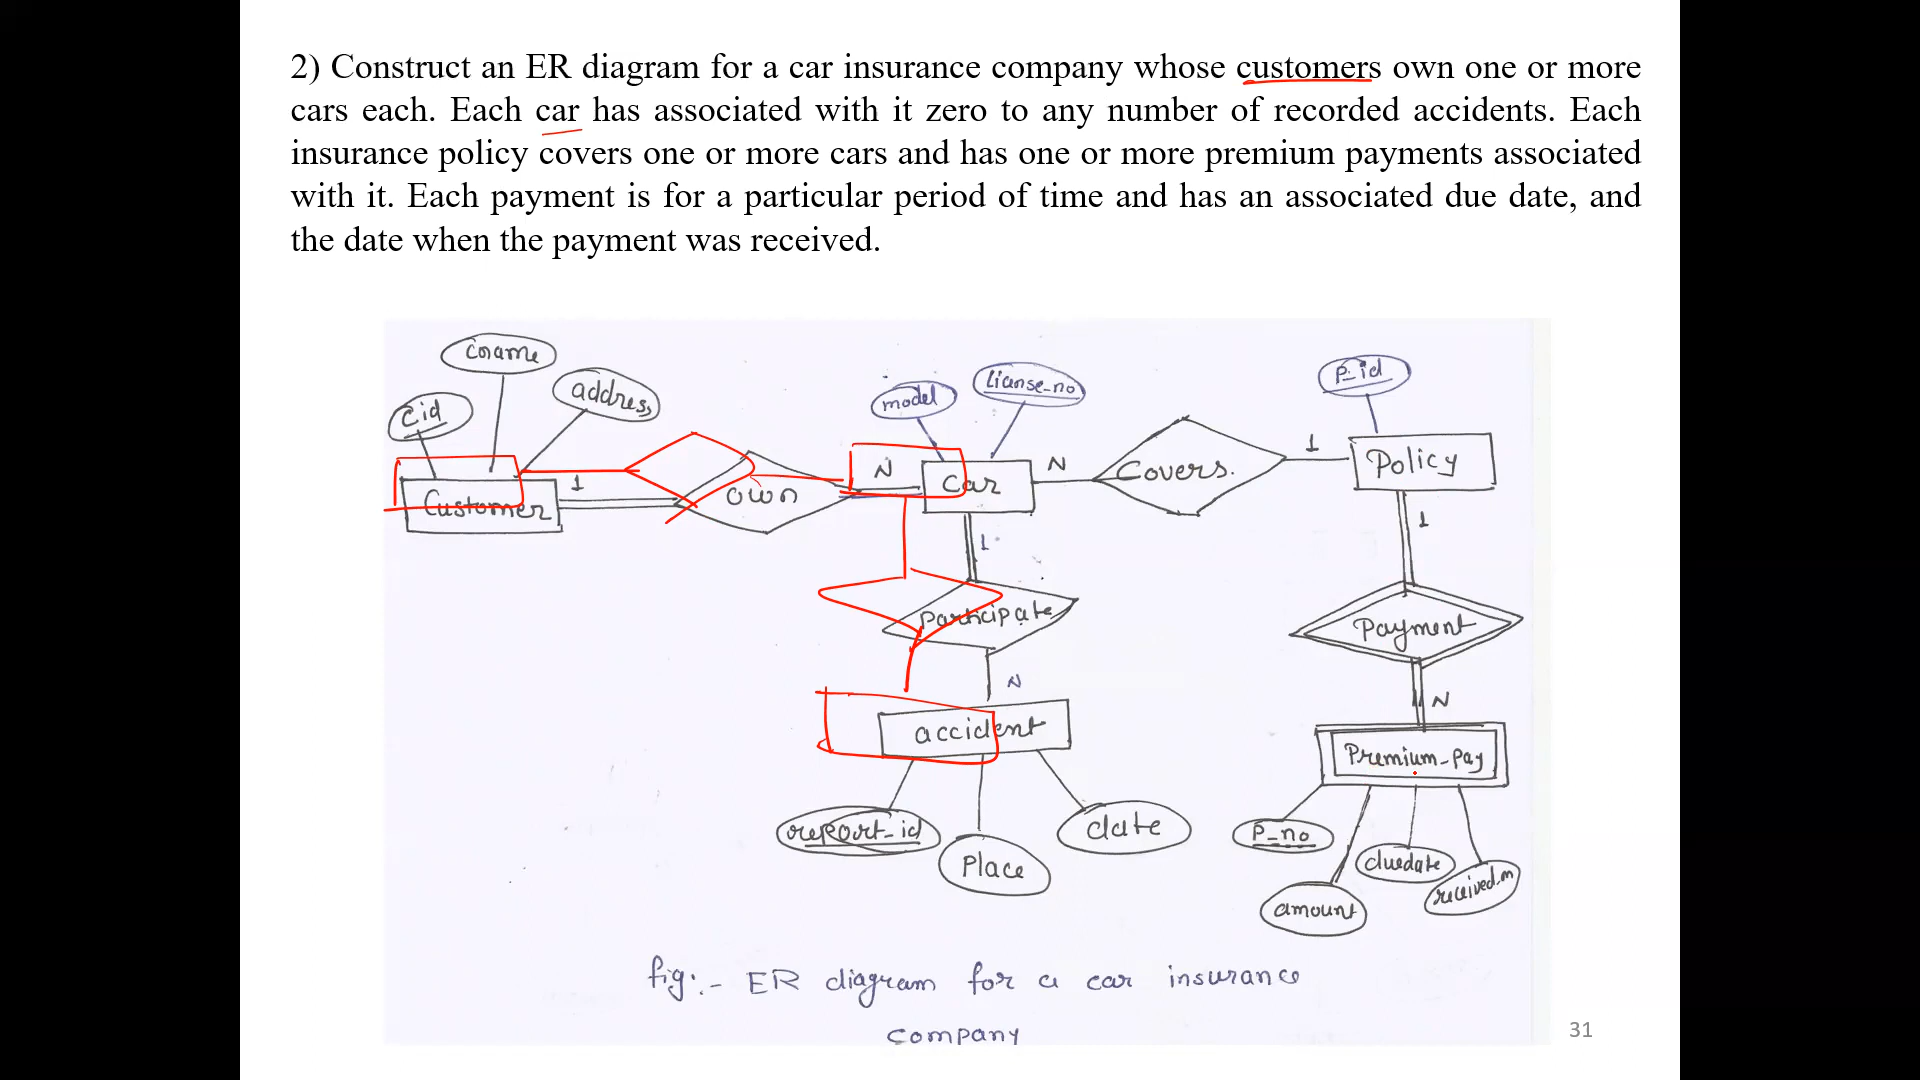 2) Construct an ER diagram for a car insurance company whose customers own one or more
cars each. Each car has associated with it zero to any number of recorded accidents. Each
insurance policy covers one or more cars and has one or more premium payments associated
with it. Each payment is for a particular period of time and has an associated due date, and
the date when the payment was received.
cname
address
cid
model
lianse_no
P_id
Customer
1
own
N
Car
N
Covers.
1
Policy
1
1
Participate
Payment
N
N
accident
Premium-pay
report_id
Place
date
P_no
duedate
amount
fig:- ER diagram for a car insurance
company
31